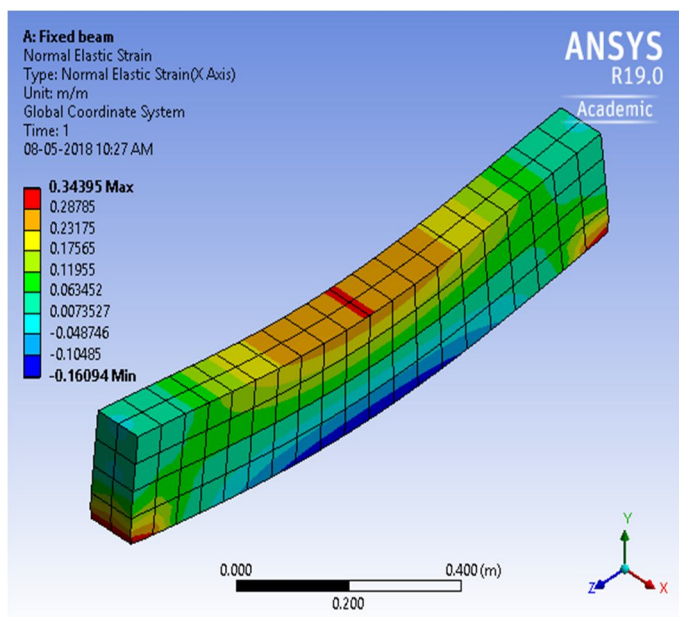 A: Fixed beam
Normal Elastic Strain
Type: Normal Elastic Strain(X Axis)
Unit: m/m
Global Coordinate System
Time: 1
08-05-2018 10:27 AM
ANSYS
R19.0
Academic
0.34395 Max
0.28785
0.23175
0.17565
0.11955
0.063452
0.0073527
-0.048746
-0.10485
-0.16094 Min
0.000
0.400 (m)
0.200
Y
Z
X